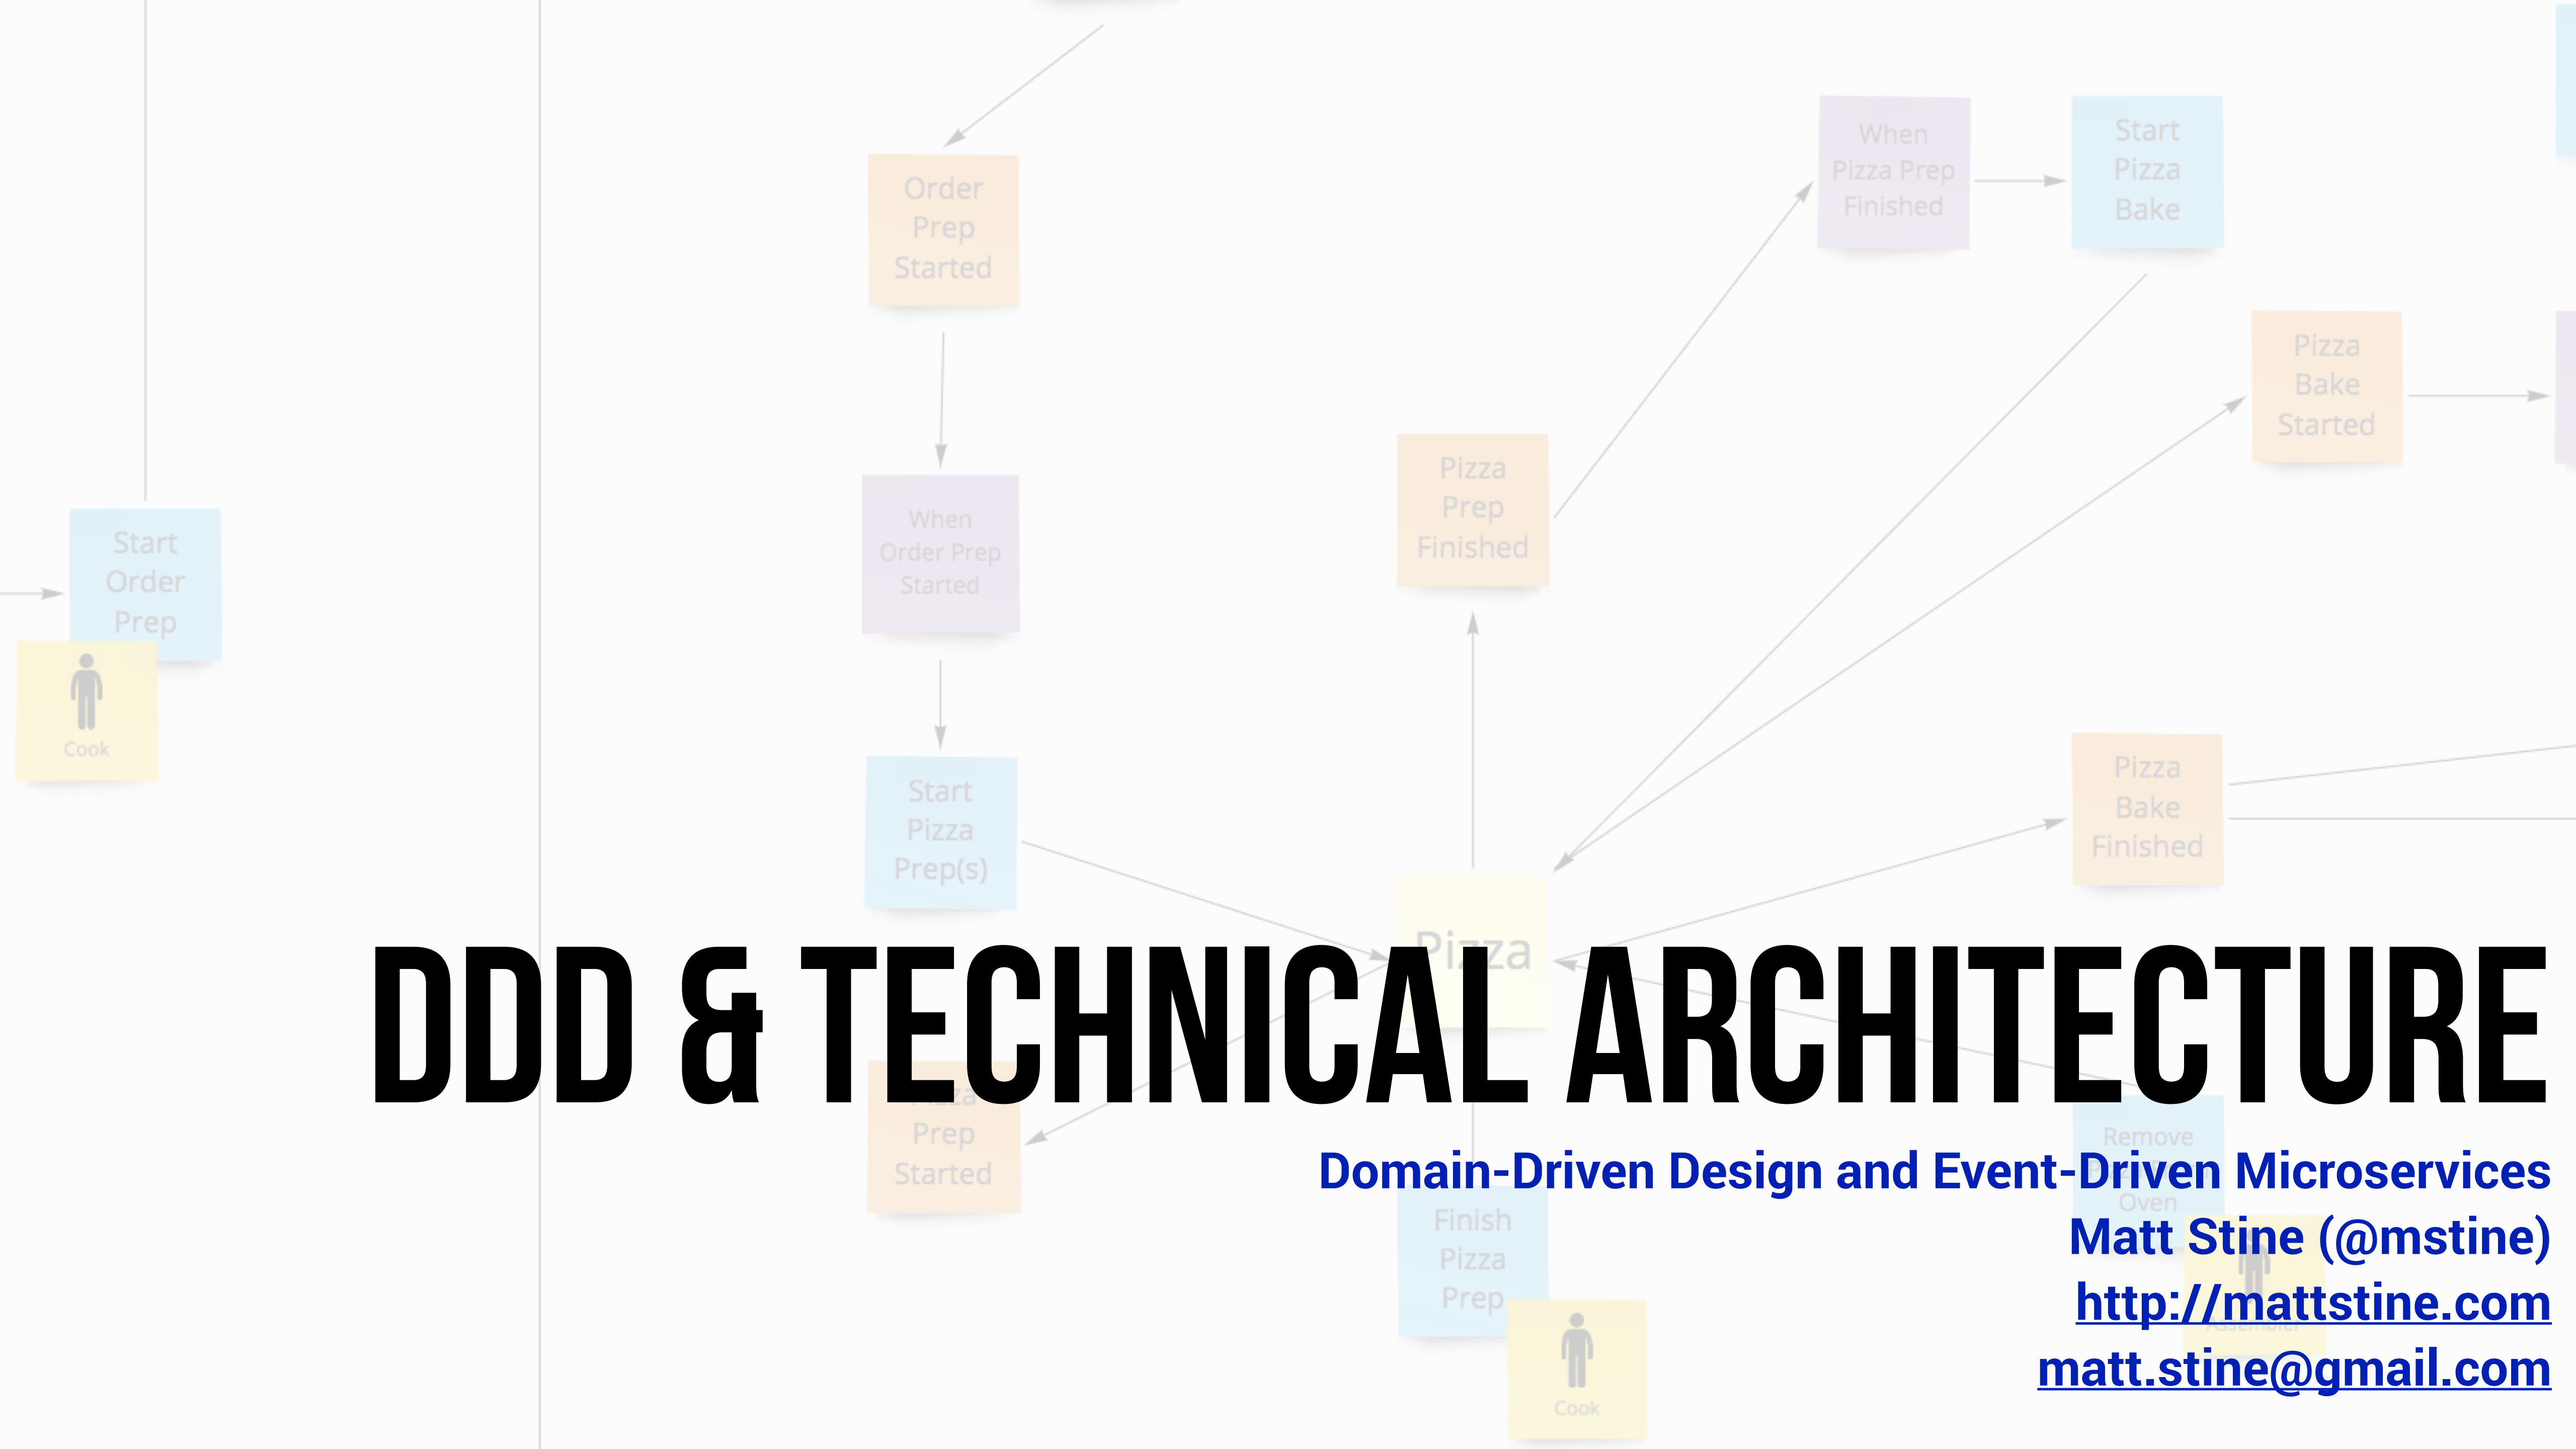 Order
Prep
Started
When
Pizza Prep
Finished
Start
Pizza
Bake
Pizza
Bake
Started
Pizza
Prep
Finished
When
Order Prep
Started
Start
Order
Prep
Cook
Start
Pizza
Prep(s)
Pizza
Bake
Finished
Pizza
DDD & TECHNICAL ARCHITECTURE
Pizza
Prep
Started
Domain-Driven Design and Event-Driven Microservices
Matt Stine (@mstine)
http://mattstine.com
matt.stine@gmail.com
Remove
Oven
Assembler
Finish
Pizza
Prep
Cook